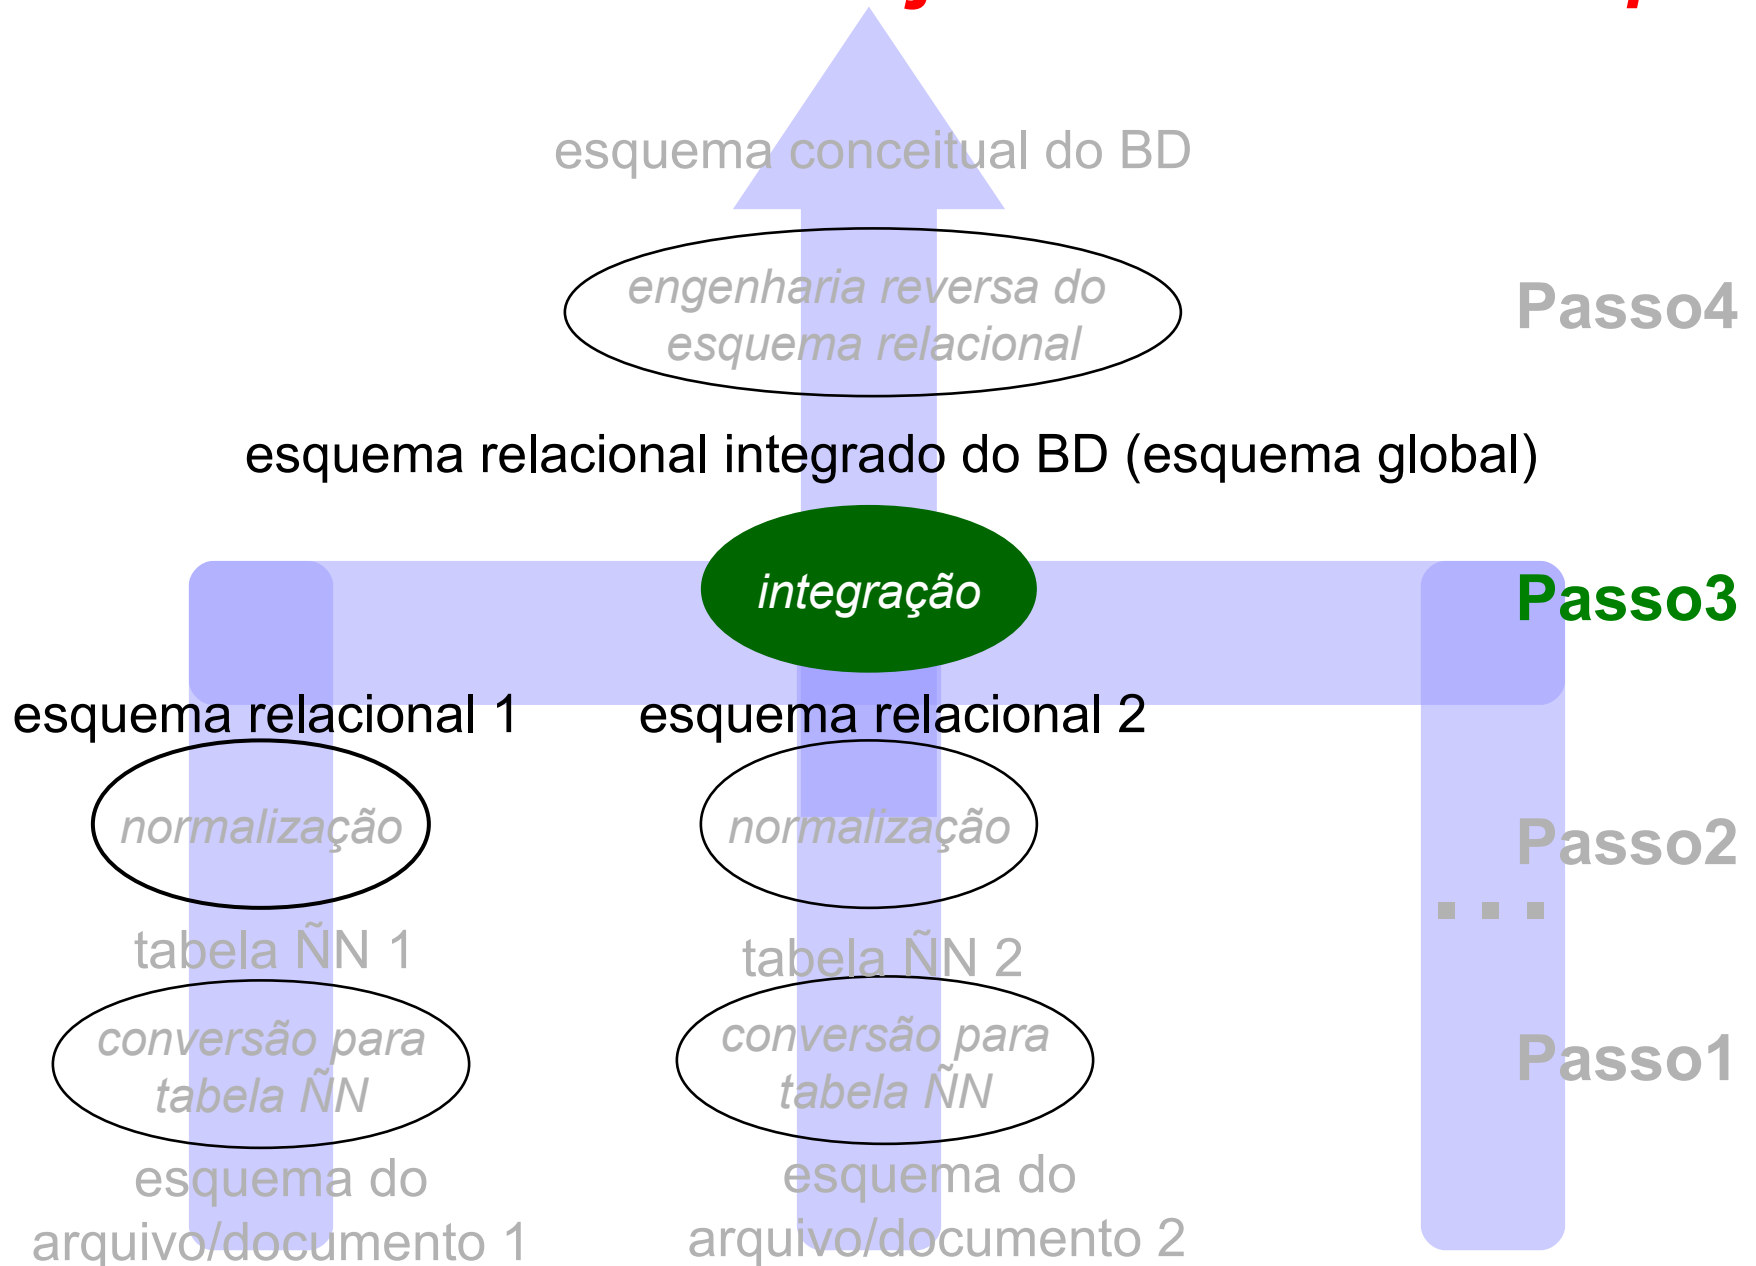 esquema conceitual do BD
engenharia reversa do
esquema relacional
Passo4
esquema relacional integrado do BD (esquema global)
integração
Passo3
esquema relacional 1
esquema relacional 2
normalização
normalização
Passo2
...
tabela ÑN 1
tabela ÑN 2
conversão para
tabela ÑN
conversão para
tabela ÑN
Passo1
esquema do
arquivo/documento 1
esquema do
arquivo/documento 2